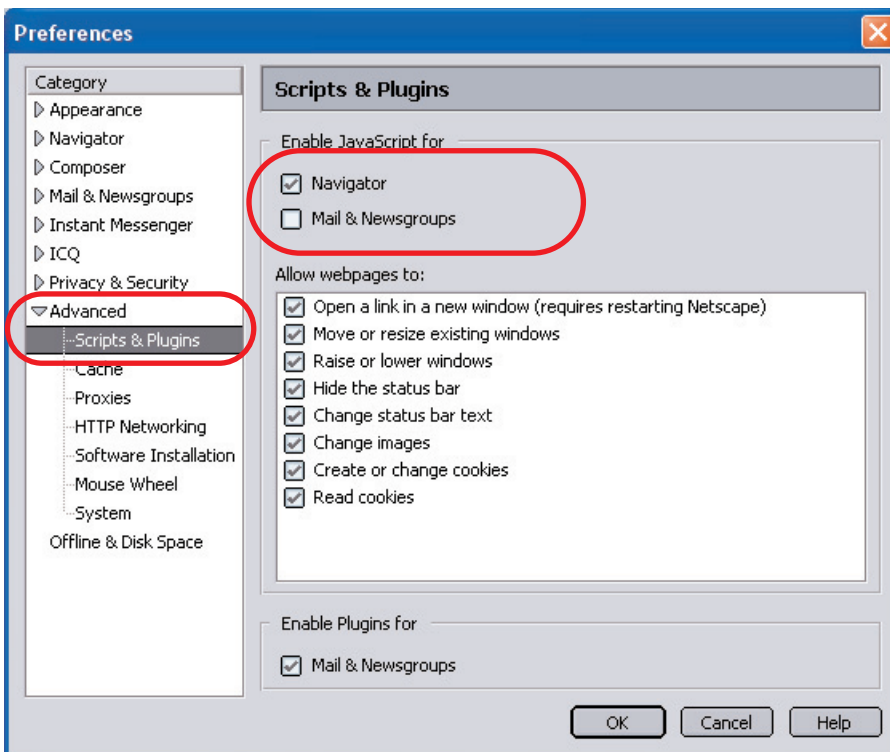 Preferences
Category
Appearance
Navigator
Composer
Mail & Newsgroups
Instant Messenger
ICQ
Privacy & Security
Advanced
Scripts & Plugins
Cache
Proxies
HTTP Networking
Software Installation
Mouse Wheel
System
Offline & Disk Space
Scripts & Plugins
Enable JavaScript for
Navigator
Mail & Newsgroups
Allow webpages to:
Open a link in a new window (requires restarting Netscape)
Move or resize existing windows
Raise or lower windows
Hide the status bar
Change status bar text
Change images
Create or change cookies
Read cookies
Enable Plugins for
Mail & Newsgroups
OK
Cancel
Help